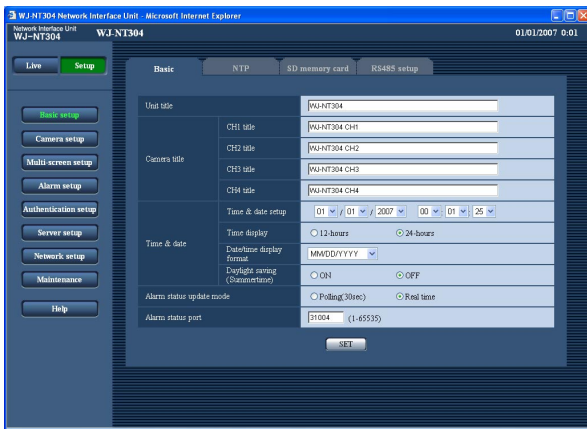 WJ-NT304 Network Interface Unit - Microsoft Internet Explorer
Network Interface Unit
WJ-NT304
WJ-NT304
01/01/2007 0:01
Live
Setup
Basic
NTP
SD memory card
RS485 setup
Basic setup
Camera setup
Multi-screen setup
Alarm setup
Authentication setup
Server setup
Network setup
Maintenance
Help
Unit title
WJ-NT304
Camera title
CH1 title
WJ-NT304 CH1
CH2 title
WJ-NT304 CH2
CH3 title
WJ-NT304 CH3
CH4 title
WJ-NT304 CH4
Time & date
Time & date setup
01 / 01 / 2007 00 : 01 : 25
Time display
12-hours
24-hours
Date/time display
format
MM/DD/YYYY
Daylight saving
(Summertime)
ON
OFF
Alarm status update mode
Polling(30sec)
Real time
Alarm status port
31004 (1-65535)
SET